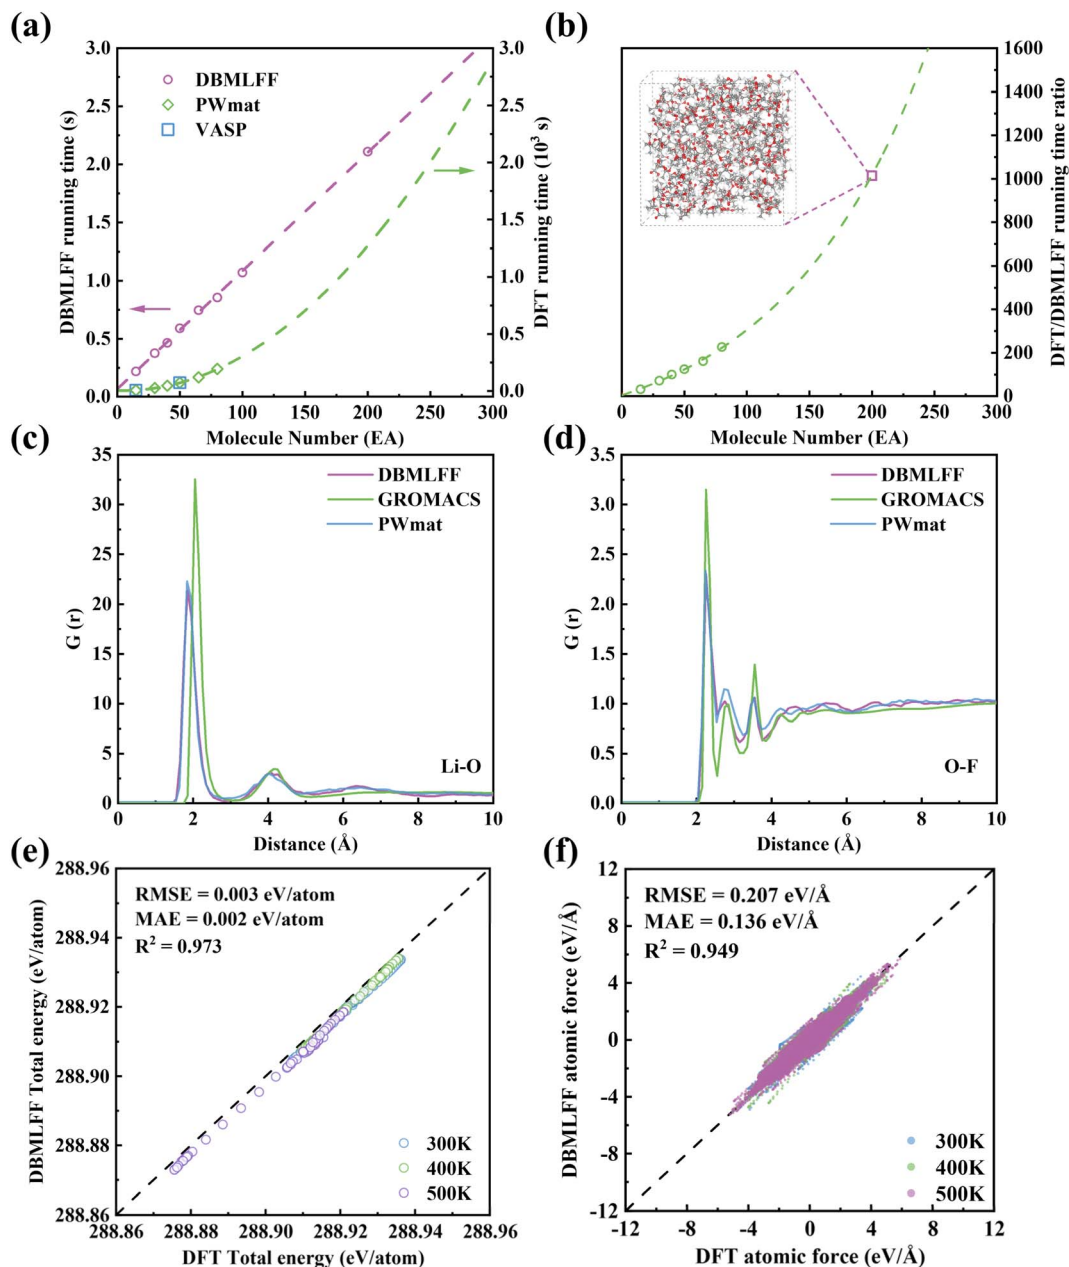 (a)
3.0
2.5
2.0
1.5
1.0
0.5
0.0
DBMLFF running time (s)
DBMLFF
PWmat
VASP
3.0
2.5
2.0
1.5
1.0
0.5
0.0
DFT running time (10³ s)
0 50 100 150 200 250 300
Molecule Number (EA)
(b)
1600
1400
1200
1000
800
600
400
200
0
DFT/DBMLFF running time ratio
0 50 100 150 200 250 300
Molecule Number (EA)
(c)
35
30
25
20
15
10
5
0
G (r)
DBMLFF
GROMACS
PWmat
Li-O
0 2 4 6 8 10
Distance (Å)
(d)
3.5
3.0
2.5
2.0
1.5
1.0
0.5
0.0
G (r)
DBMLFF
GROMACS
PWmat
O-F
0 2 4 6 8 10
Distance (Å)
(e)
288.96
288.94
288.92
288.90
288.88
288.86
DBMLFF Total energy (eV/atom)
RMSE = 0.003 eV/atom
MAE = 0.002 eV/atom
R² = 0.973
300K
400K
500K
288.86 288.88 288.90 288.92 288.94 288.96
DFT Total energy (eV/atom)
(f)
12
8
4
0
-4
-8
-12
DBMLFF atomic force (eV/Å)
RMSE = 0.207 eV/Å
MAE = 0.136 eV/Å
R² = 0.949
300K
400K
500K
-12 -8 -4 0 4 8 12
DFT atomic force (eV/Å)